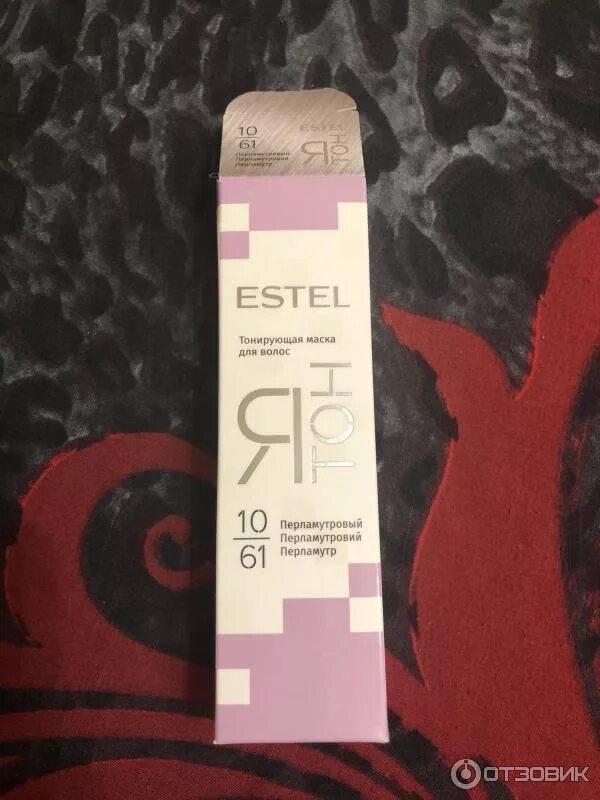 10
61
ESTEL
Я
ТОН
Перламутровый
Перламутровий
Перламутр
ESTEL
Тонирующая маска
для волос
Я
ТОН
10
61
Перламутровый
Перламутровий
Перламутр
ОТЗОВИК